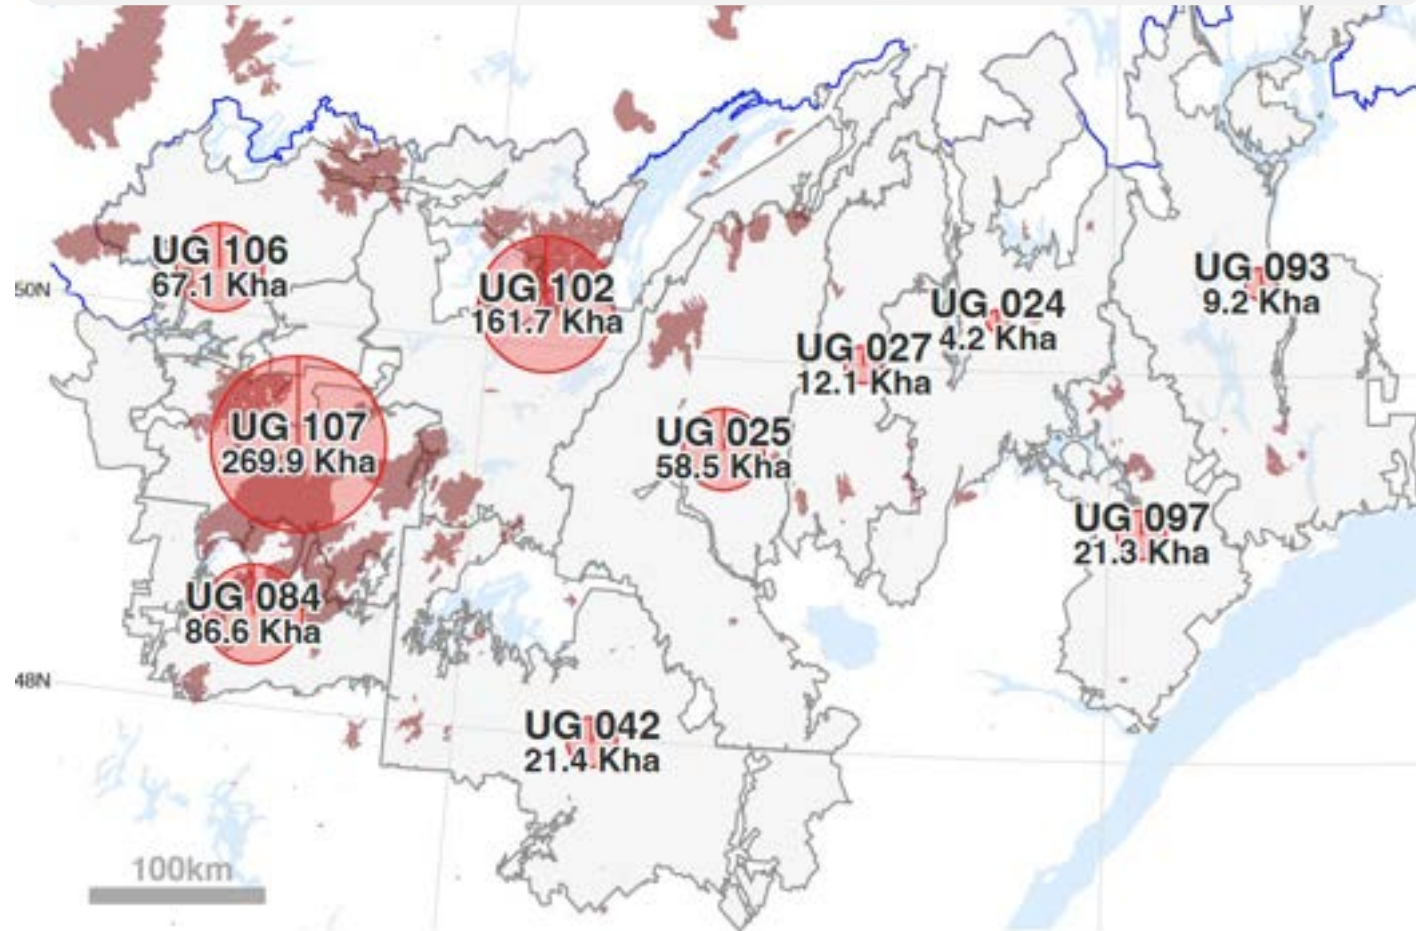 UG 106
67.1 Kha
UG 102
161.7 Kha
UG 093
9.2 Kha
50N
UG 024
4.2 Kha
UG 027
12.1 Kha
UG 107
269.9 Kha
UG 025
58.5 Kha
UG 097
21.3 Kha
UG 084
86.6 Kha
48N
UG 042
21.4 Kha
100km